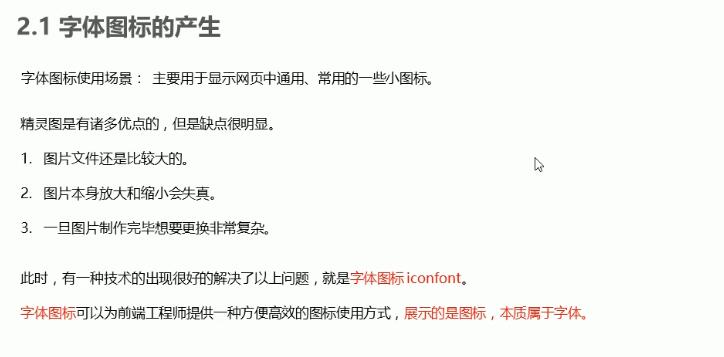 2.1 字体图标的产生
字体图标使用场景： 主要用于显示网页中通用、常用的一些小图标。
精灵图是有诸多优点的，但是缺点很明显。
1. 图片文件还是比较大的。
2. 图片本身放大和缩小会失真。
3. 一旦图片制作完毕想要更换非常复杂。
此时，有一种技术的出现很好的解决了以上问题，就是字体图标 iconfont。
字体图标可以为前端工程师提供一种方便高效的图标使用方式，展示的是图标，本质属于字体。